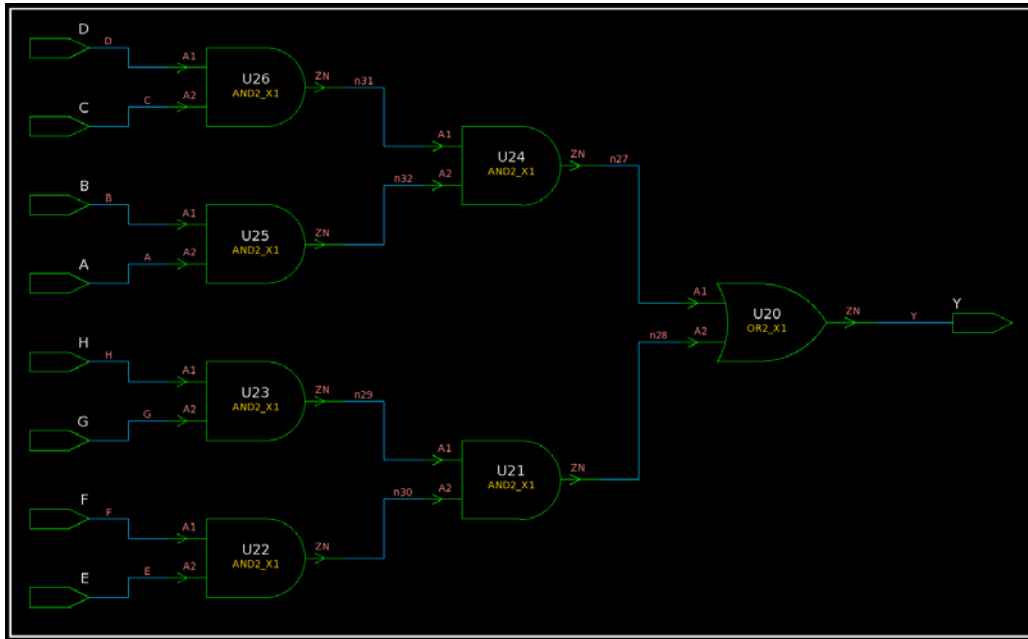 D
D A1
U26 ZN n31
AND2_X1
C C A2
A1
U24 ZN n27
AND2_X1
n32 A2
B
B A1
U25 ZN
AND2_X1
A A A2
A1
U20 ZN Y Y
OR2_X1
n28 A2
H
H A1
U23 ZN n29
AND2_X1
G G A2
A1
U21 ZN
AND2_X1
n30 A2
F
F A1
U22 ZN
AND2_X1
E E A2